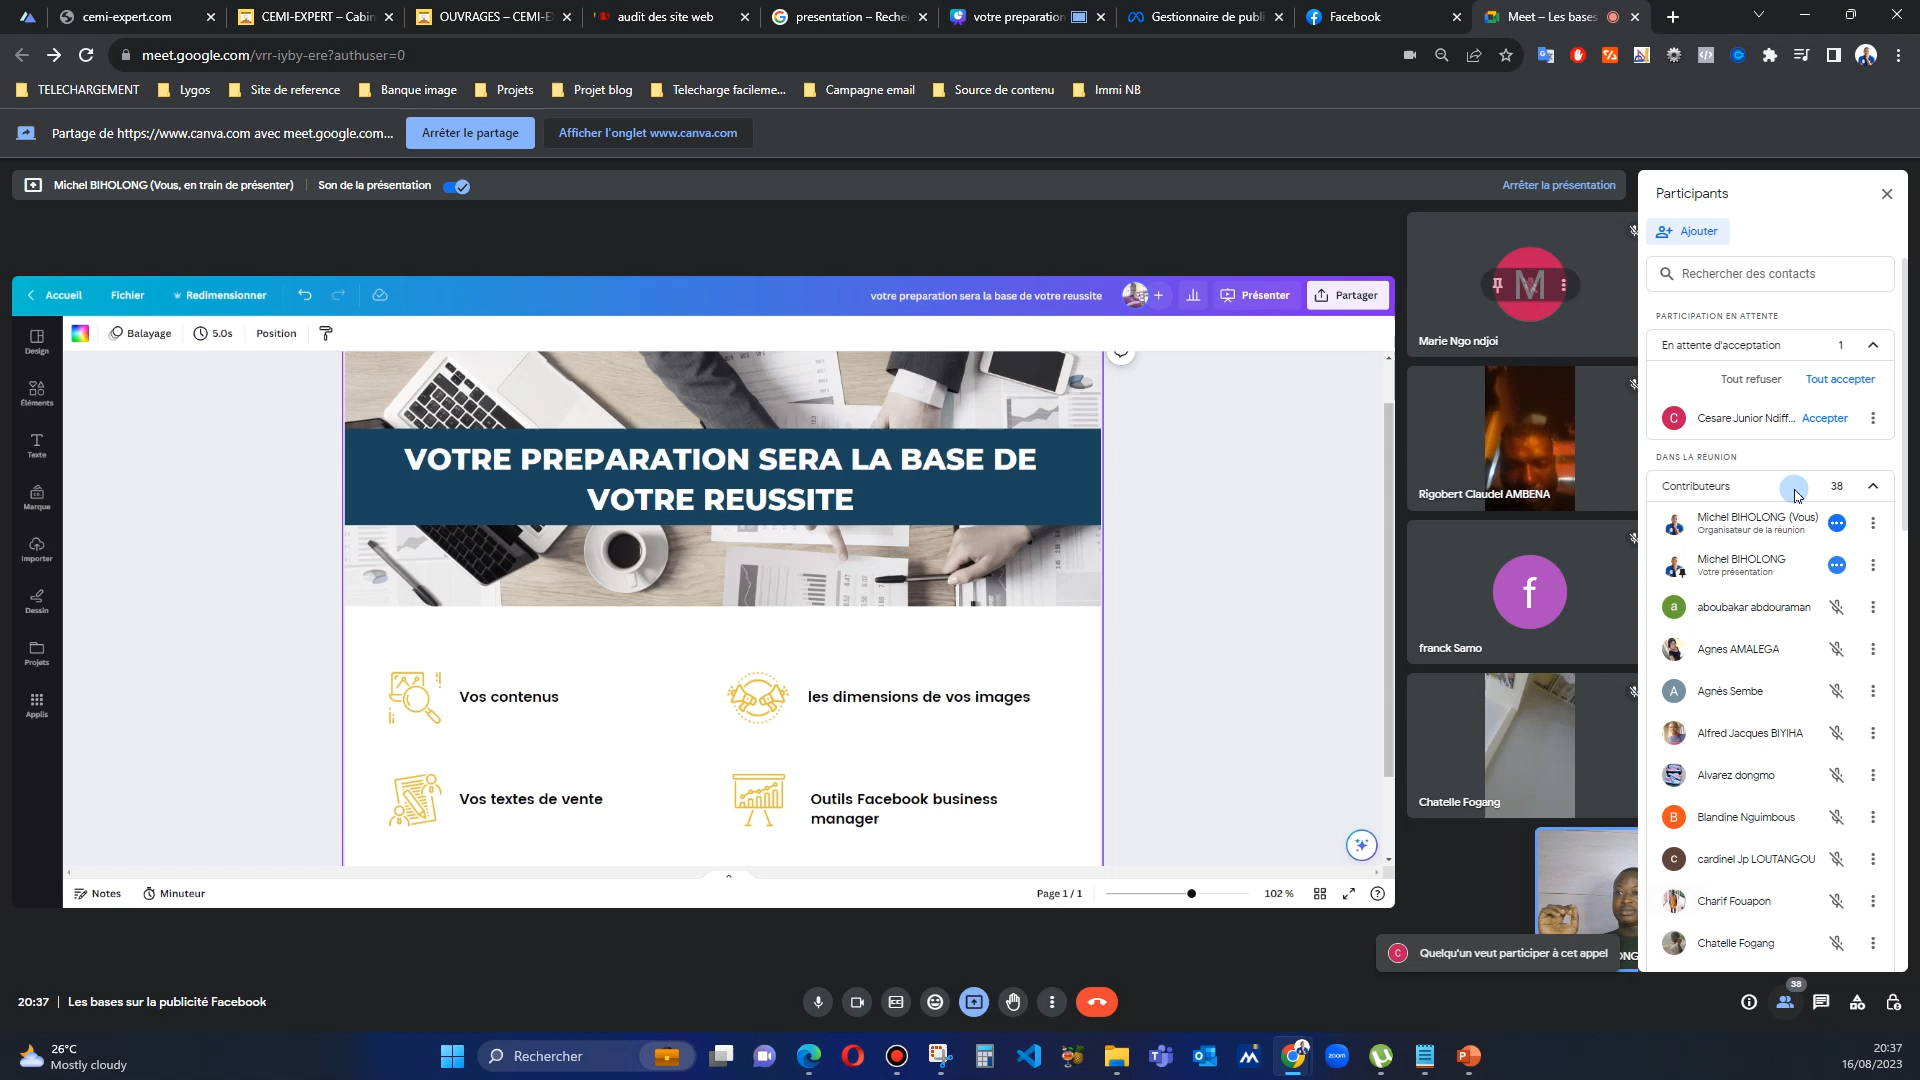 cemi-expert.com
CEMI-EXPERT – Cabin
OUVRAGES – CEMI-E
audit des site web
presentation – Reche
votre preparation
Gestionnaire de publi
Facebook
Meet – Les bases
meet.google.com/vrr-iyby-ere?authuser=0
TELECHARGEMENT
Lygos
Site de reference
Banque image
Projets
Projet blog
Telecharge facileme...
Campagne email
Source de contenu
Immi NB
Partage de https://www.canva.com avec meet.google.com...
Arrêter le partage
Afficher l'onglet www.canva.com
Michel BIHOLONG (Vous, en train de présenter)
Son de la présentation
Arrêter la présentation
Accueil
Fichier
Redimensionner
votre preparation sera la base de votre reussite
Présenter
Partager
Balayage
5.0s
Position
Design
Éléments
Texte
Marque
Importer
Dessin
Projets
Applis
VOTRE PREPARATION SERA LA BASE DE
VOTRE REUSSITE
Vos contenus
les dimensions de vos images
Vos textes de vente
Outils Facebook business
manager
Notes
Minuteur
Page 1 / 1
102 %
M
Marie Ngo ndjoi
Rigobert Claudel AMBENA
f
franck Samo
Chatelle Fogang
C
Quelqu'un veut participer à cet appel
ONG
Participants
Ajouter
Rechercher des contacts
PARTICIPATION EN ATTENTE
En attente d'acceptation
1
Tout refuser
Tout accepter
C
Cesare Junior Ndiff...
Accepter
DANS LA RÉUNION
Contributeurs
38
Michel BIHOLONG (Vous)
Organisateur de la réunion
Michel BIHOLONG
Votre présentation
a
aboubakar abdouraman
Agnes AMALEGA
A
Agnès Sembe
Alfred Jacques BIYIHA
Alvarez dongmo
B
Blandine Nguimbous
c
cardinel Jp LOUTANGOU
Charif Fouapon
Chatelle Fogang
20:37
Les bases sur la publicité Facebook
38
26°C
Mostly cloudy
Rechercher
zoom
20:37
16/08/2023